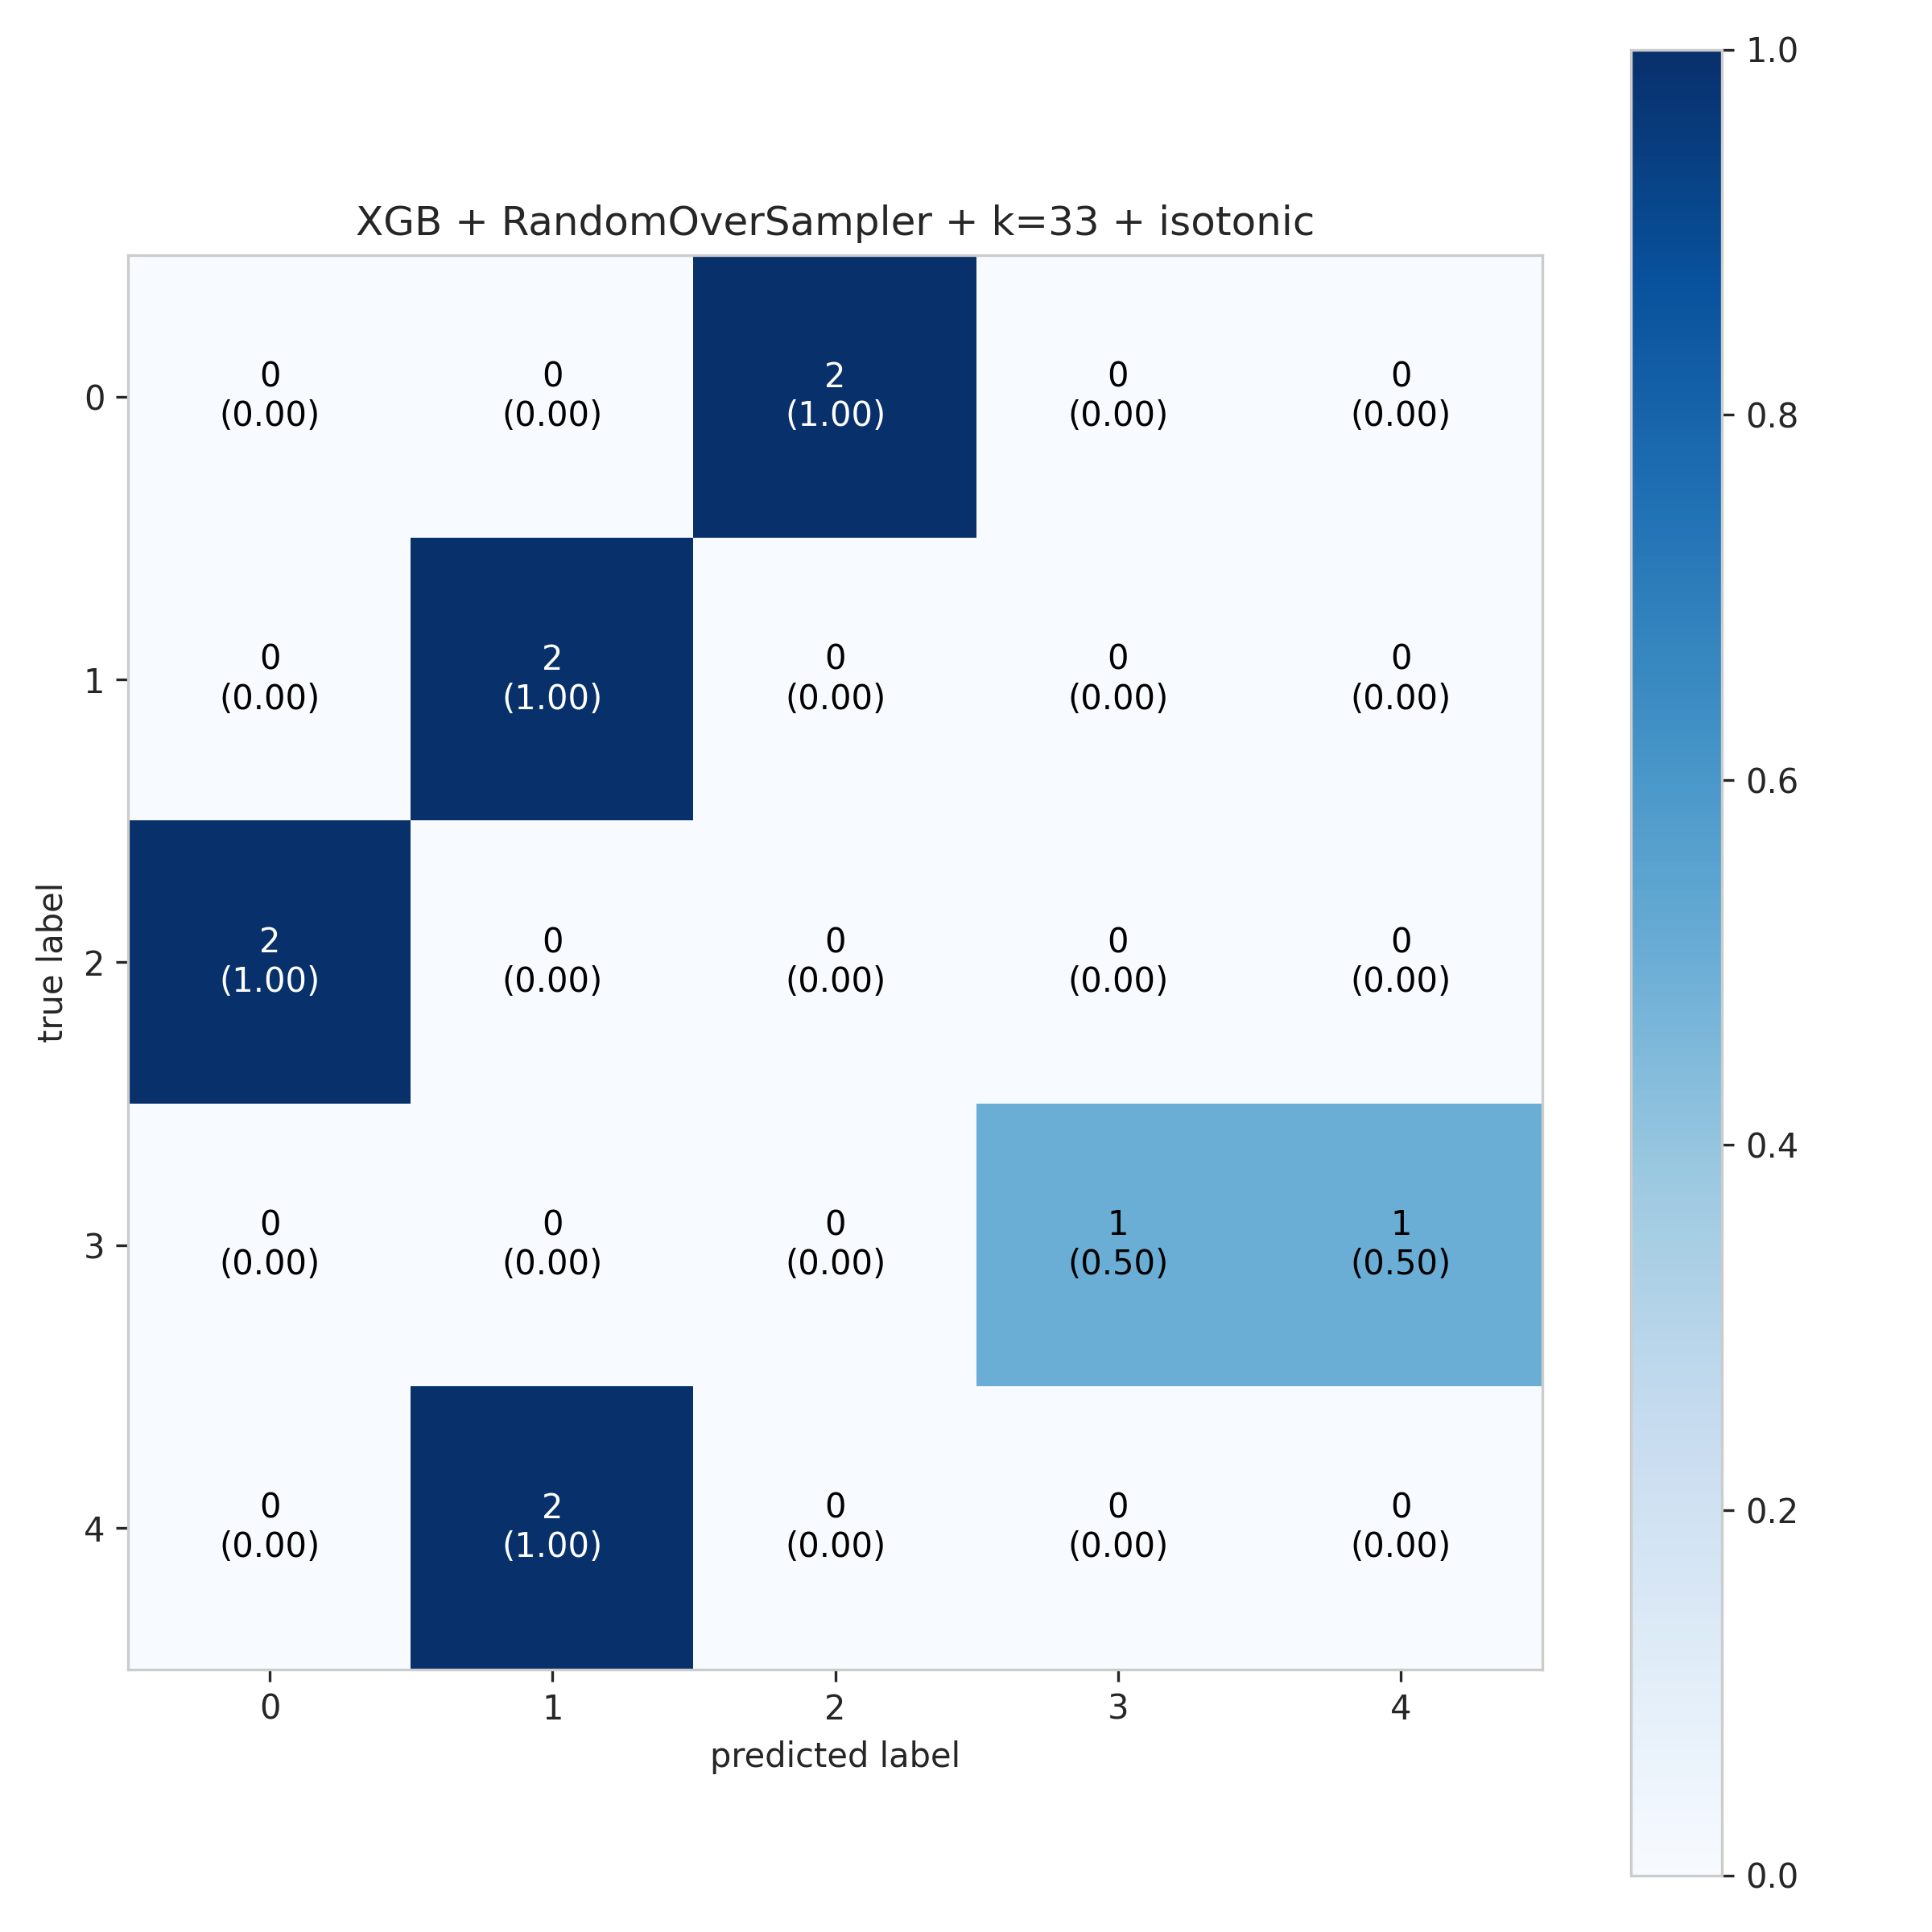 XGB + RandomOverSampler + k=33 + isotonic
1.0
0.8
0.6
0.4
0.2
0.0
true label
0
0 0 2 0 0
(0.00) (0.00) (1.00) (0.00) (0.00)
1
0 2 0 0 0
(0.00) (1.00) (0.00) (0.00) (0.00)
2
2 0 0 0 0
(1.00) (0.00) (0.00) (0.00) (0.00)
3
0 0 0 1 1
(0.00) (0.00) (0.00) (0.50) (0.50)
4
0 2 0 0 0
(0.00) (1.00) (0.00) (0.00) (0.00)
0 1 2 3 4
predicted label